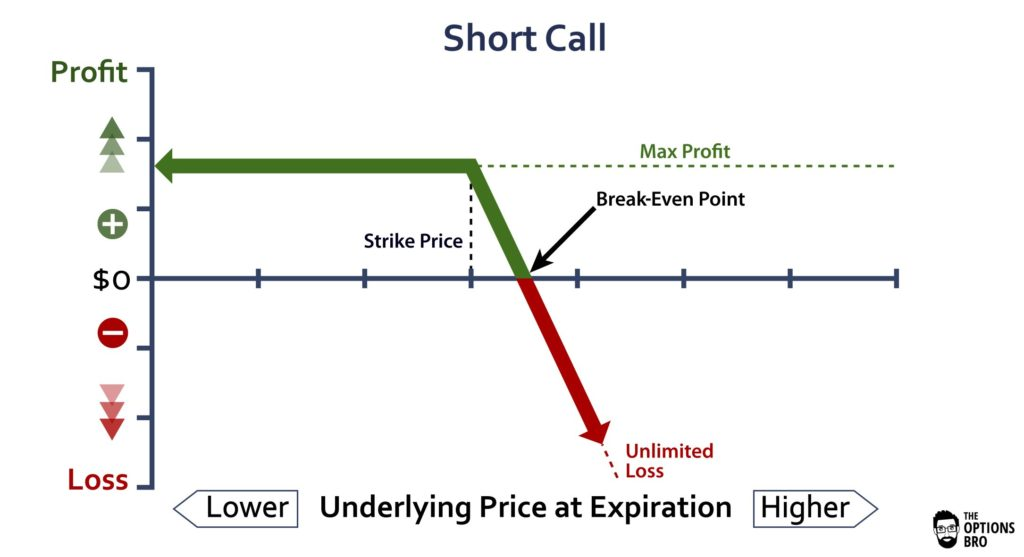 Short Call
Profit
Max Profit
Break-Even Point
Strike Price
$0
Unlimited
Loss
Loss
Lower
Underlying Price at Expiration
Higher
THE
OPTIONS
BRO